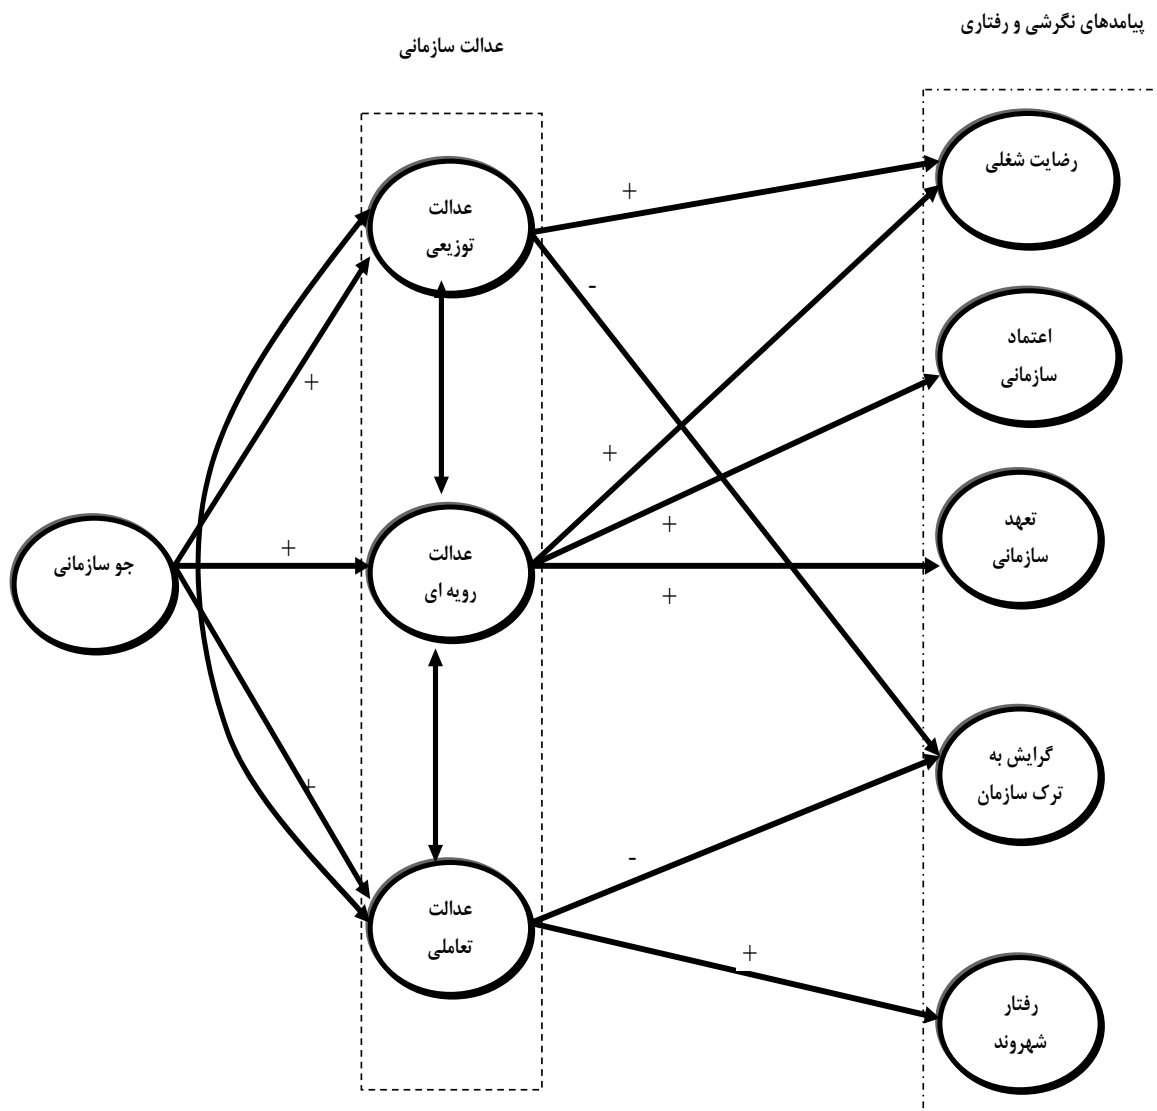 پیامدهای نگرشی و رفتاری
عدالت سازمانی
رضایت شغلی
عدالت
توزیعی
+
-
اعتماد
سازمانی
+
+
تعهد
سازمانی
+
عدالت
رویه ای
+
جو سازمانی
+
گرایش به
ترک سازمان
+
-
عدالت
تعاملی
+
رفتار
شهروند